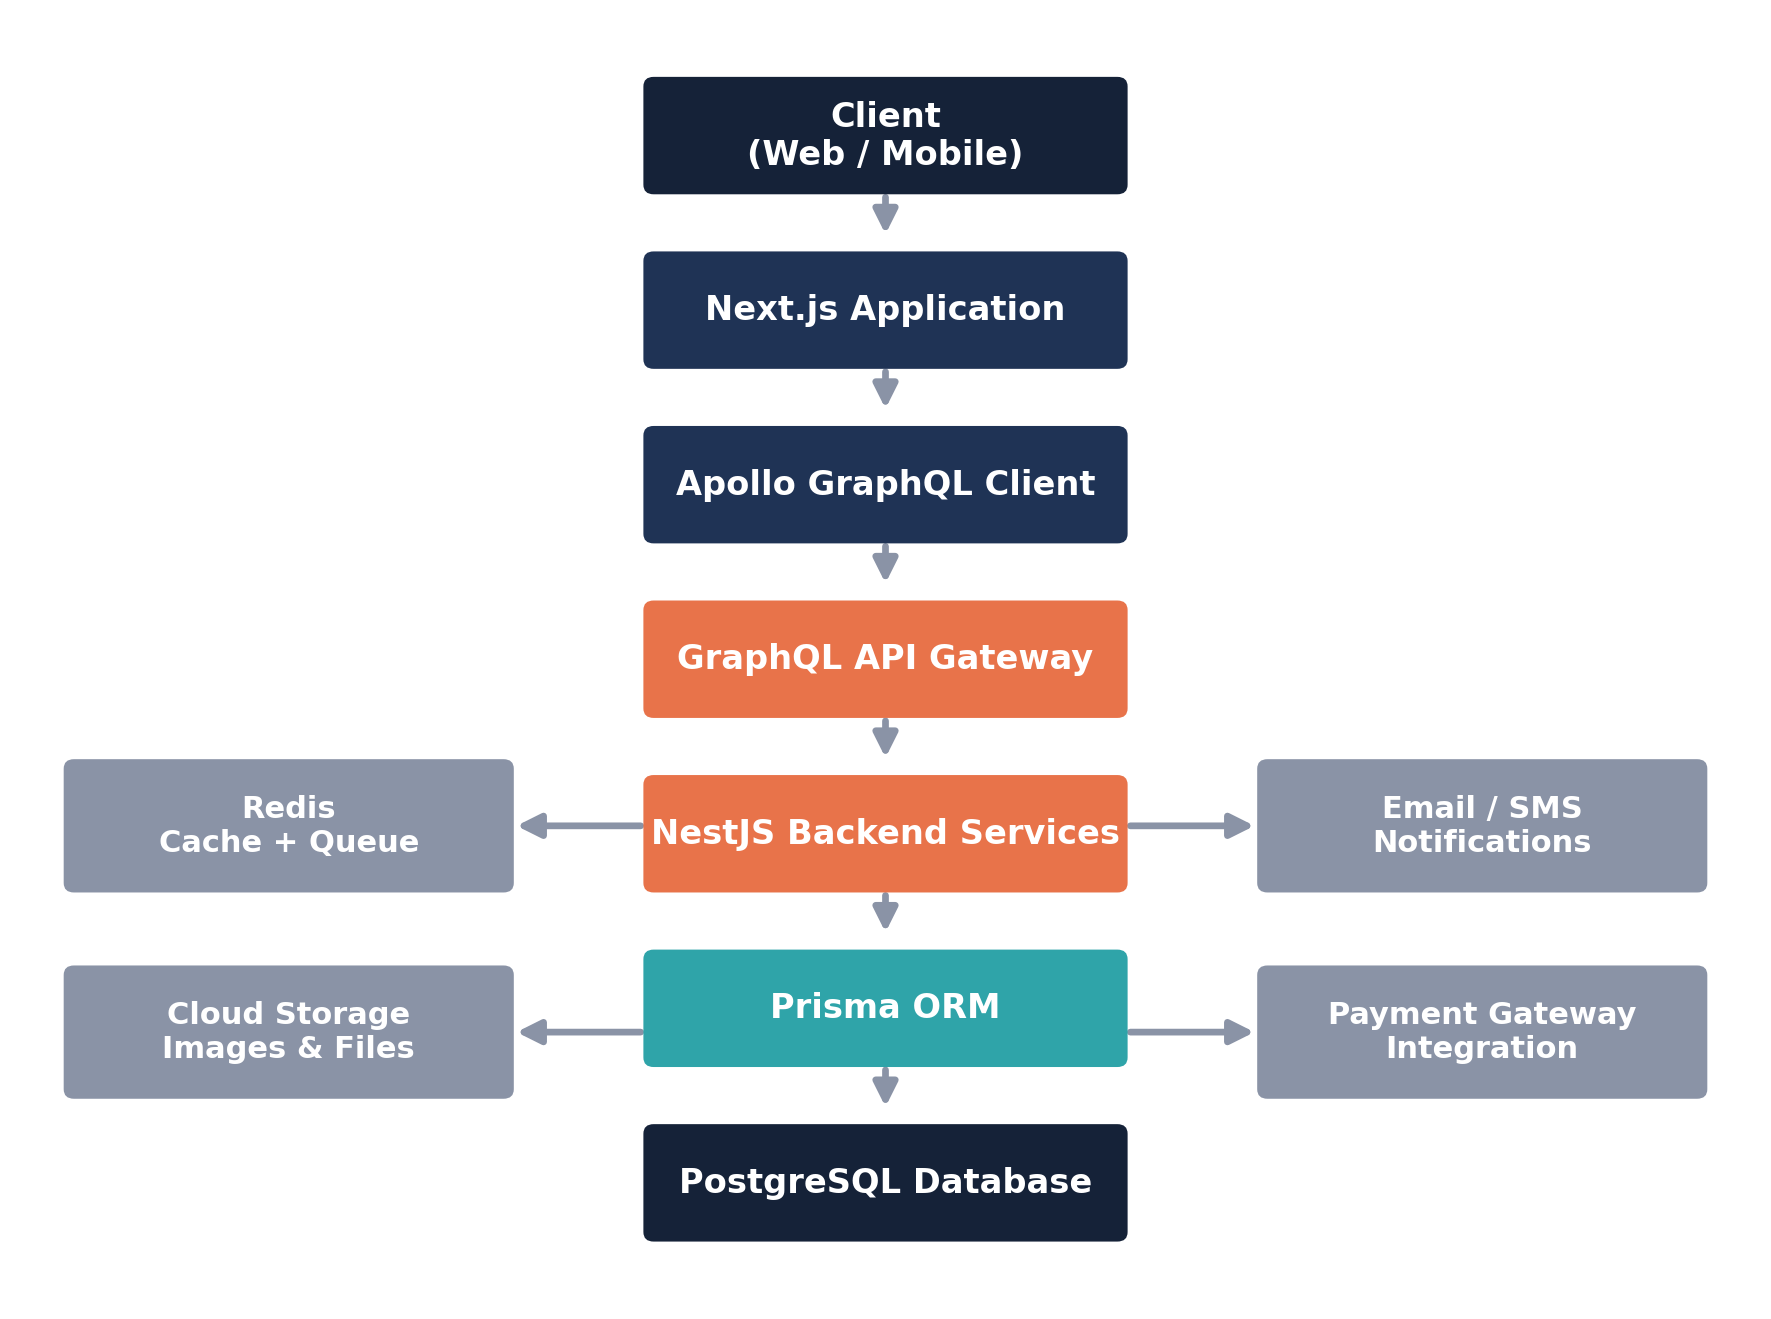 Client
(Web / Mobile)
Next.js Application
Apollo GraphQL Client
GraphQL API Gateway
Redis
Cache + Queue
NestJS Backend Services
Email / SMS
Notifications
Cloud Storage
Images & Files
Prisma ORM
Payment Gateway
Integration
PostgreSQL Database